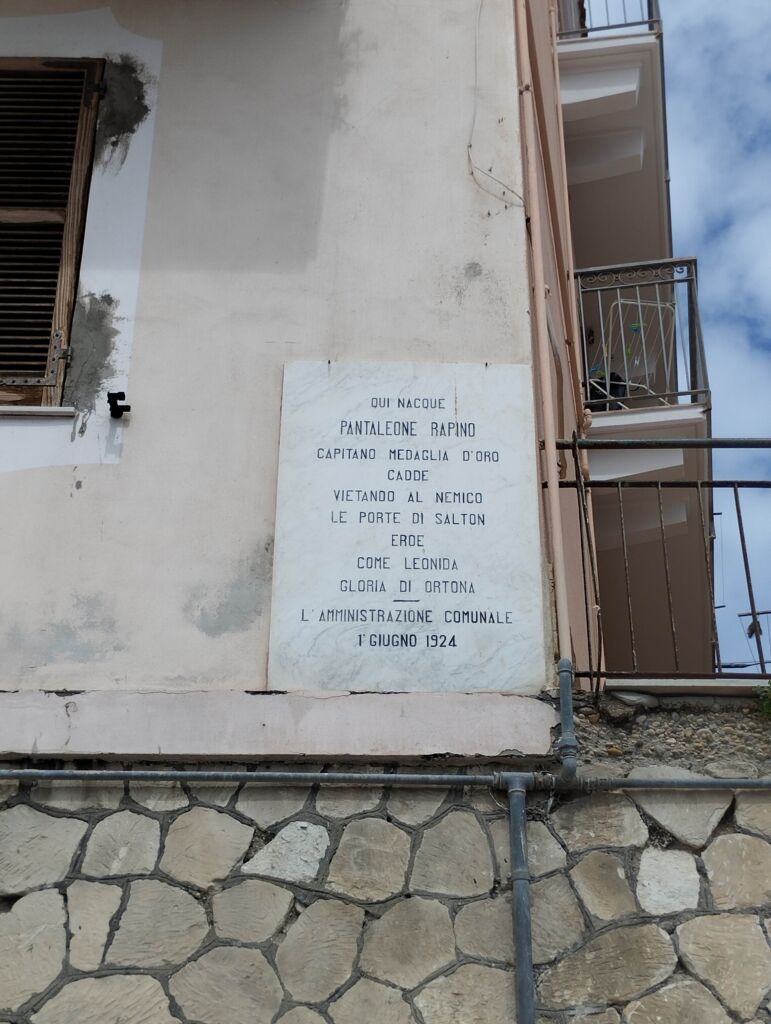 QUI NACQUE
PANTALEONE RAPINO
CAPITANO MEDAGLIA D'ORO
CADDE
VIETANDO AL NEMICO
LE PORTE DI SALTON
EROE
COME LEONIDA
GLORIA DI ORTONA
L'AMMINISTRAZIONE COMUNALE
1° GIUGNO 1924